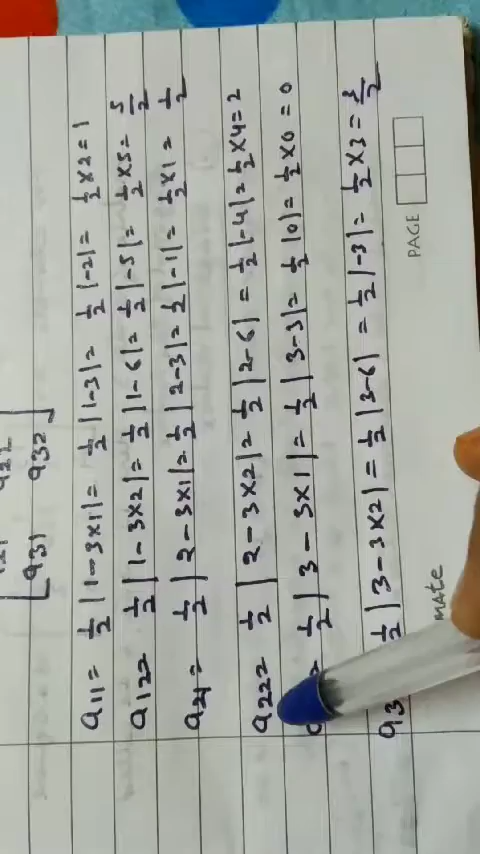 a31 a32
a11 = 1/2 |1-3×1| = 1/2 |1-3| = 1/2 |-2| = 1/2 ×2 = 1
a12 = 1/2 |1-3×2| = 1/2 |1-6| = 1/2 |-5| = 1/2 ×5 = 5/2
a21 = 1/2 |2-3×1| = 1/2 |2-3| = 1/2 |-1| = 1/2 ×1 = 1/2
a22 = 1/2 |2-3×2| = 1/2 |2-6| = 1/2 |-4| = 1/2 ×4 = 2
= 1/2 |3-3×1| = 1/2 |3-3| = 1/2 |0| = 1/2 ×0 = 0
a3 1/2 |3-3×2| = 1/2 |3-6| = 1/2 |-3| = 1/2 ×3 = 3/2
PAGE